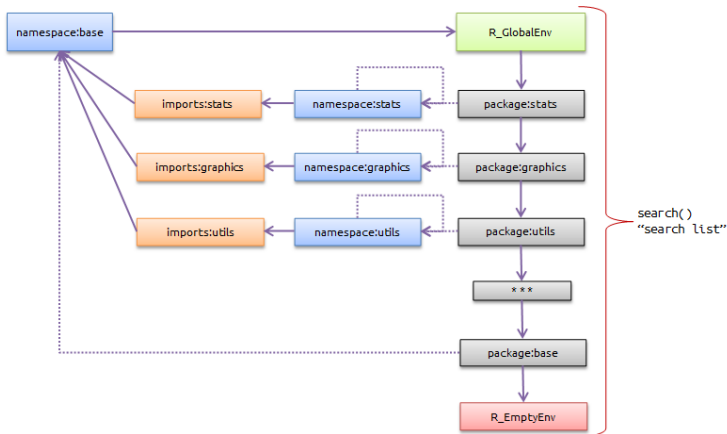 namespace:base
R_GlobalEnv
imports:stats
namespace:stats
package:stats
imports:graphics
namespace:graphics
package:graphics
imports:utils
namespace:utils
package:utils
search()
“search list”
***
package:base
R_EmptyEnv